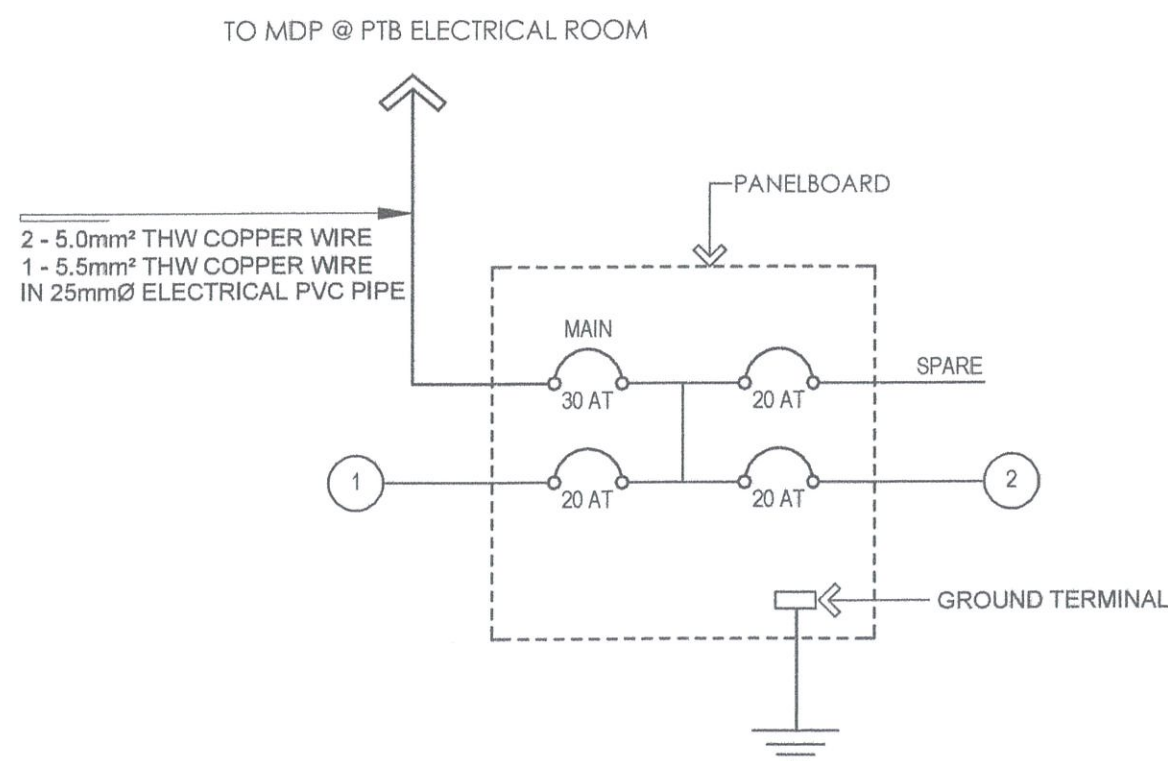 TO MDP @ PTB ELECTRICAL ROOM
PANELBOARD
2 - 5.0mm² THW COPPER WIRE
1 - 5.5mm² THW COPPER WIRE
IN 25mmØ ELECTRICAL PVC PIPE
MAIN
30 AT
20 AT
SPARE
1
20 AT
20 AT
2
GROUND TERMINAL